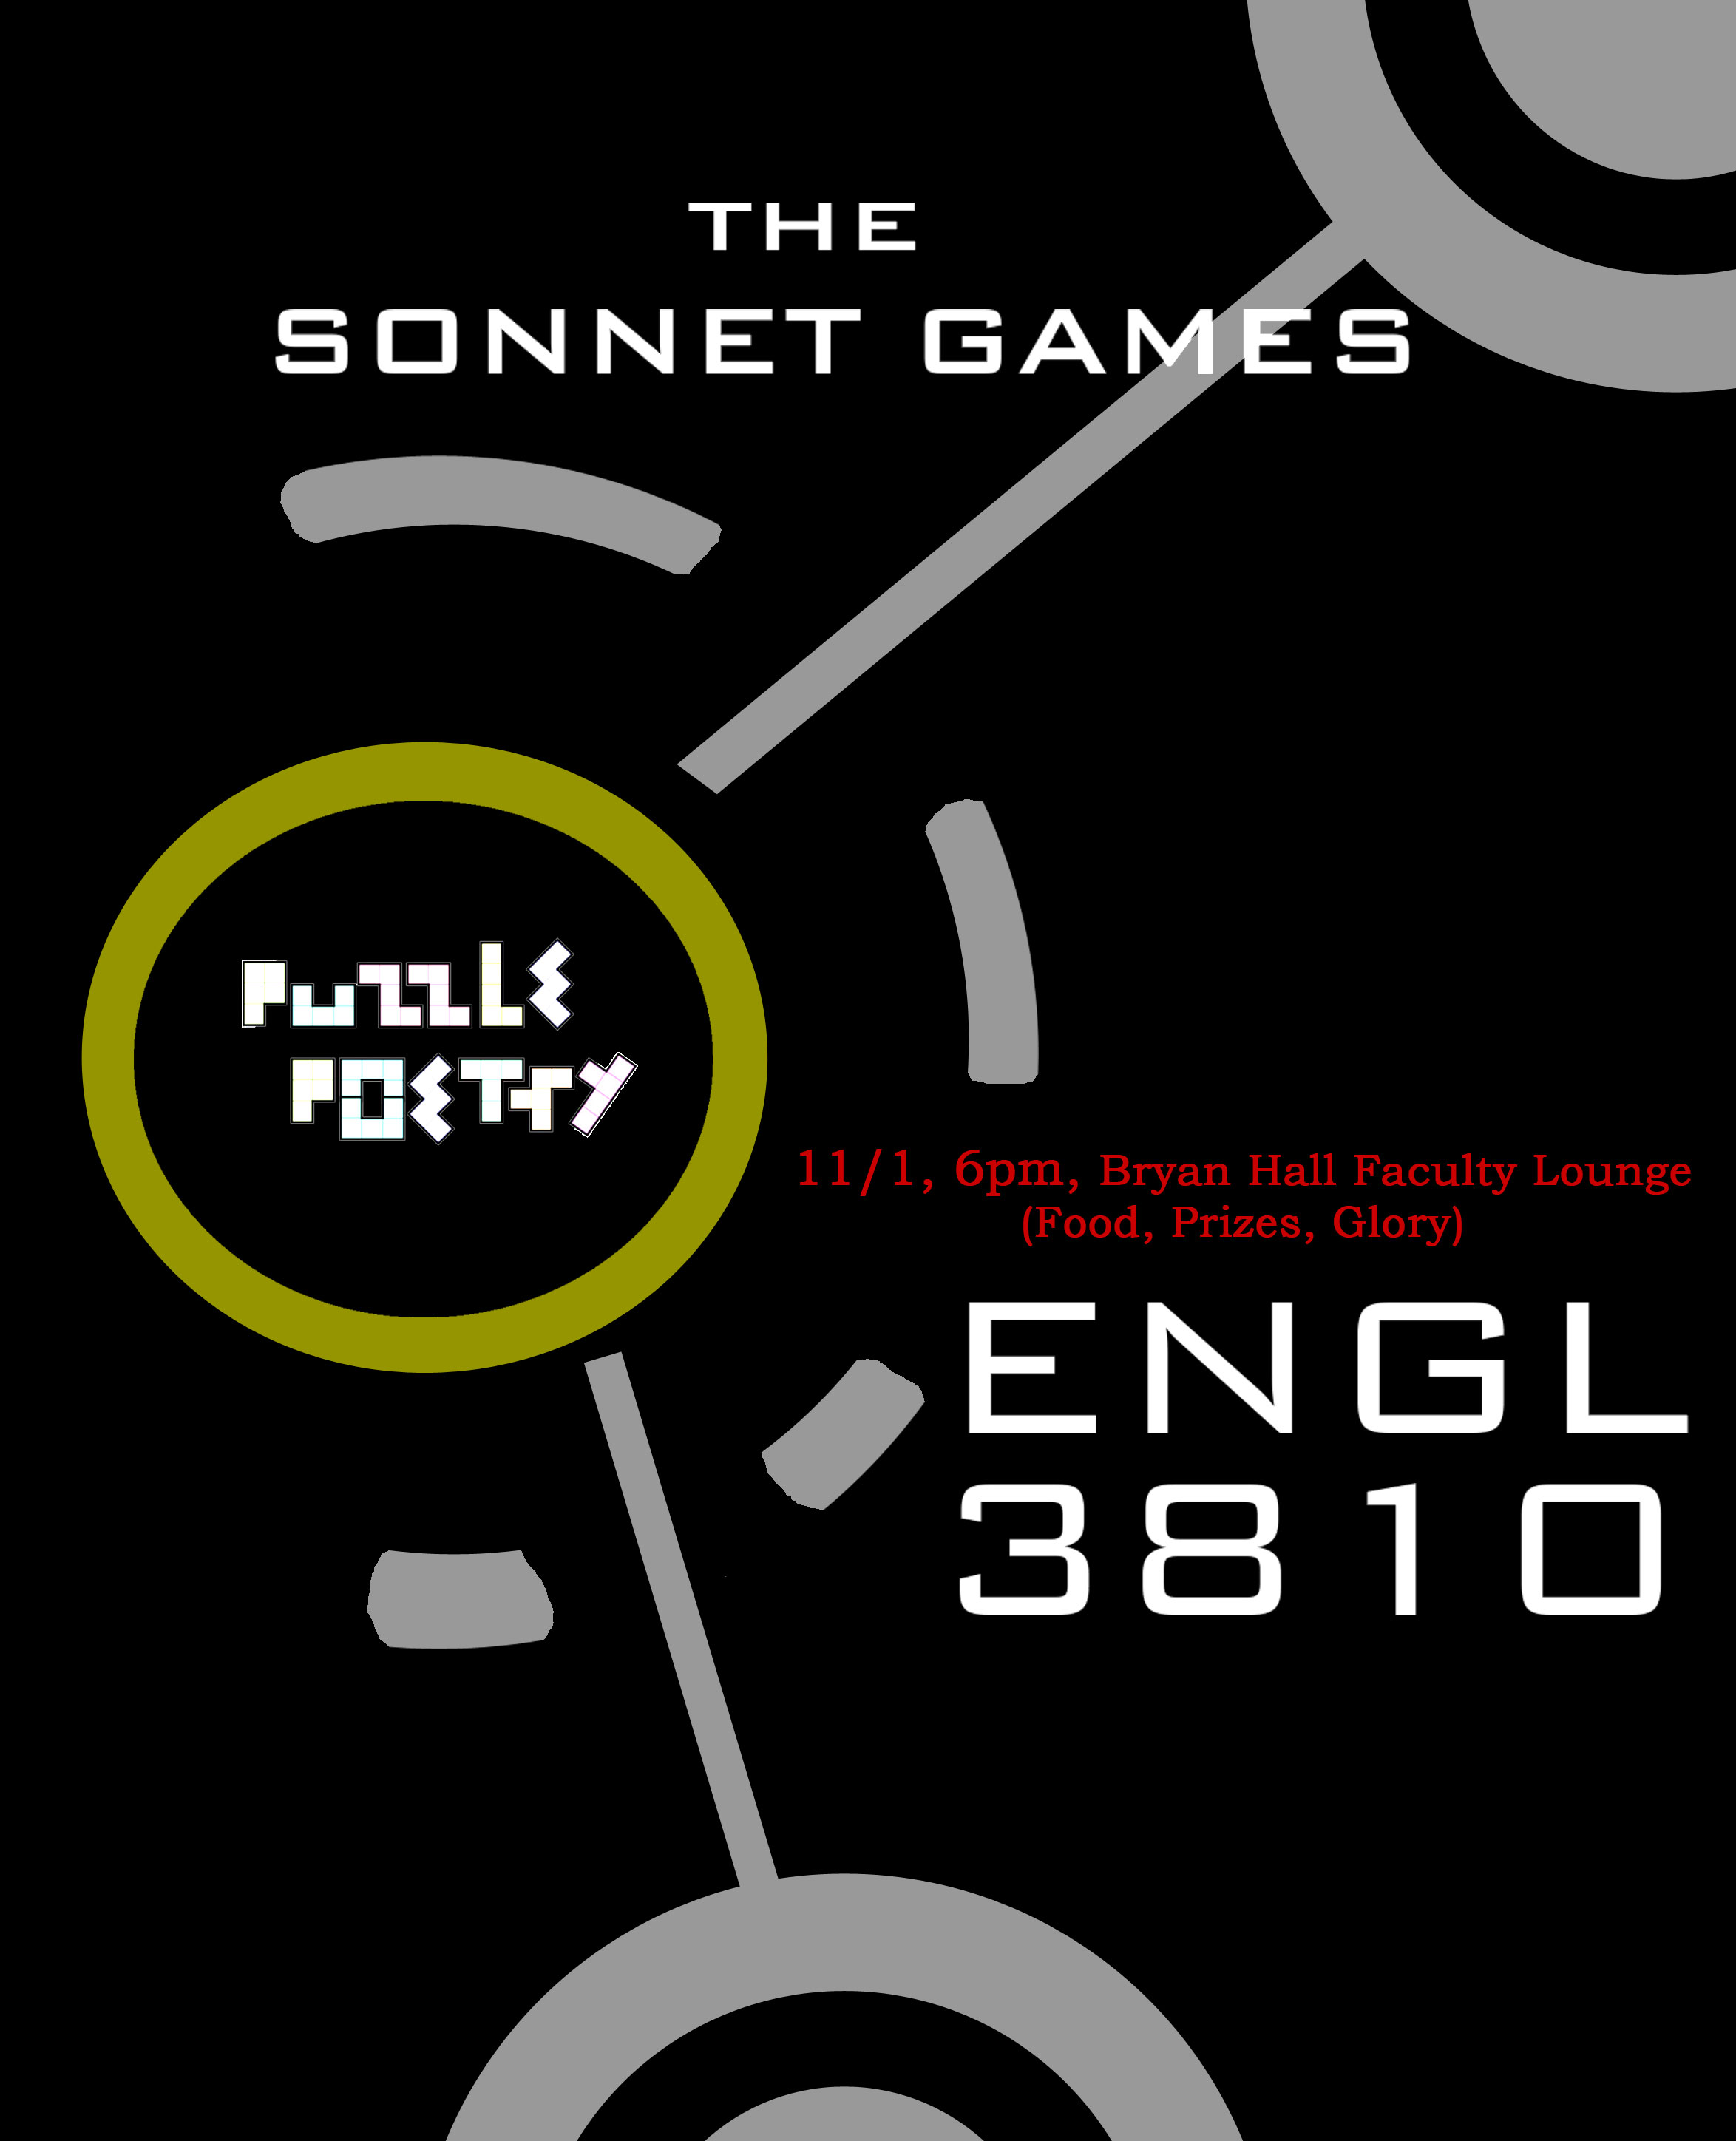 THE
SONNET GAMES
PUZZLE
POETRY
11/1, 6pm, Bryan Hall Faculty Lounge
(Food, Prizes, Glory)
ENGL
3810